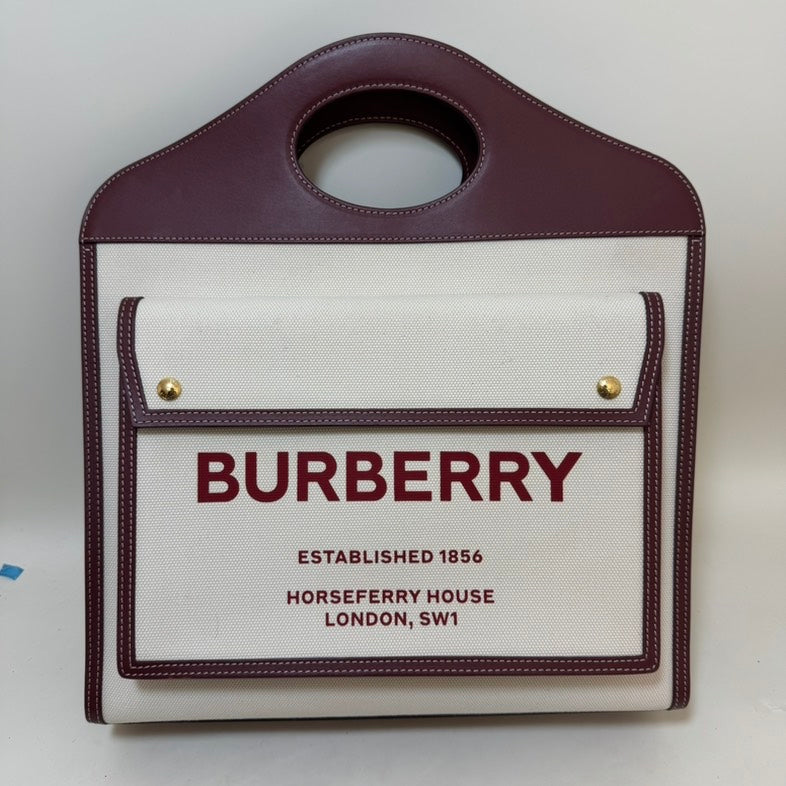 BURBERRY
ESTABLISHED 1856
HORSEFERRY HOUSE
LONDON, SW1